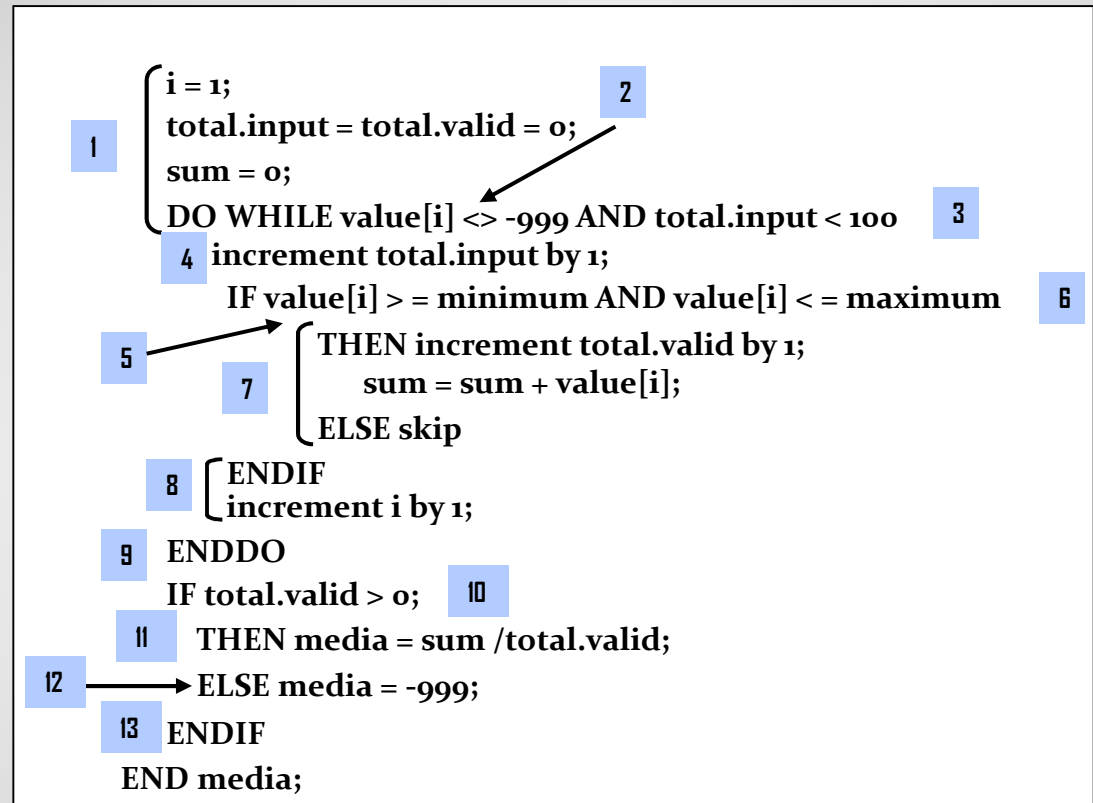 i = 1;
2
total.input = total.valid = 0;
1
sum = 0;
DO WHILE value[i] <> -999 AND total.input < 100 3
4 increment total.input by 1;
IF value[i] > = minimum AND value[i] < = maximum 6
5
THEN increment total.valid by 1;
7 sum = sum + value[i];
ELSE skip
8 ENDIF
increment i by 1;
9 ENDDO
IF total.valid > 0; 10
11 THEN media = sum /total.valid;
12 ELSE media = -999;
13 ENDIF
END media;